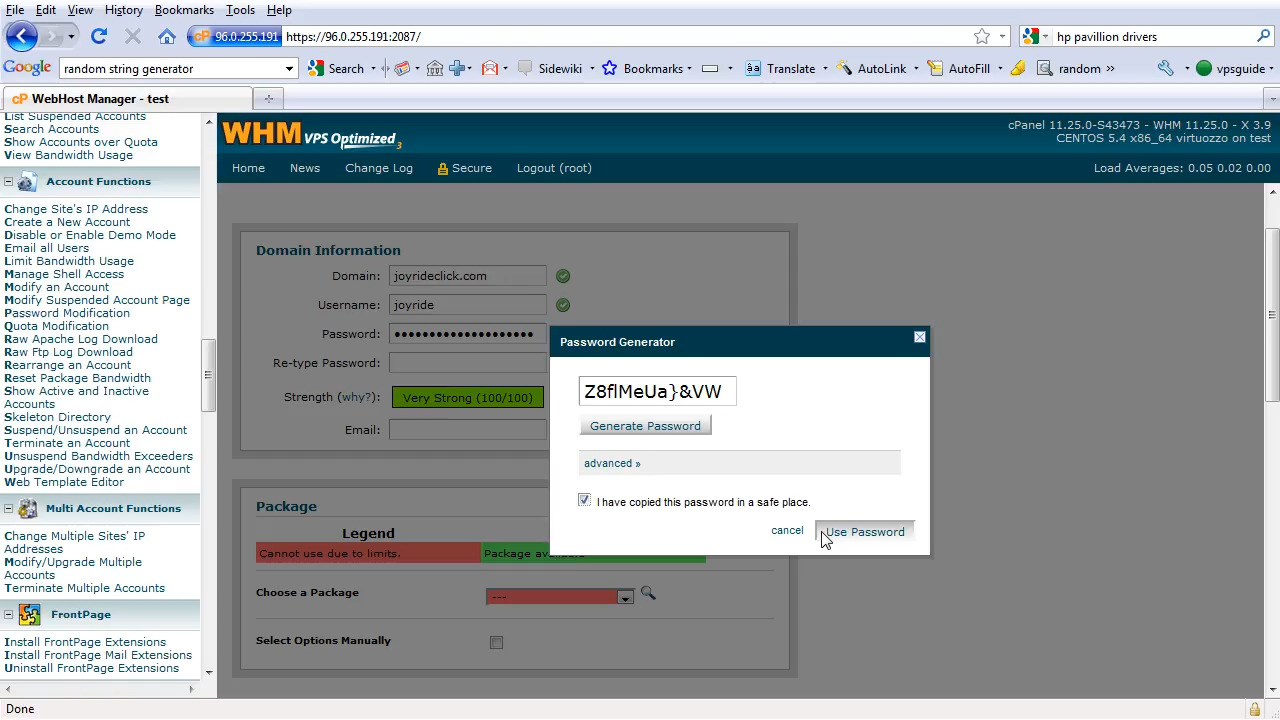 File Edit View History Bookmarks Tools Help
cP 96.0.255.191 https://96.0.255.191:2087/ hp pavillion drivers
Google random string generator Search Sidewiki Bookmarks Translate AutoLink AutoFill random » vpsguide
cP WebHost Manager - test
List Suspended Accounts
Search Accounts
Show Accounts over Quota
View Bandwidth Usage
Account Functions
Change Site's IP Address
Create a New Account
Disable or Enable Demo Mode
Email all Users
Limit Bandwidth Usage
Manage Shell Access
Modify an Account
Modify Suspended Account Page
Password Modification
Quota Modification
Raw Apache Log Download
Raw Ftp Log Download
Rearrange an Account
Reset Package Bandwidth
Show Active and Inactive
Accounts
Skeleton Directory
Suspend/Unsuspend an Account
Terminate an Account
Unsuspend Bandwidth Exceeders
Upgrade/Downgrade an Account
Web Template Editor
Multi Account Functions
Change Multiple Sites' IP
Addresses
Modify/Upgrade Multiple
Accounts
Terminate Multiple Accounts
FrontPage
Install FrontPage Extensions
Install FrontPage Mail Extensions
Uninstall FrontPage Extensions
WHM VPS Optimized 3
cPanel 11.25.0-S43473 - WHM 11.25.0 - X 3.9
CENTOS 5.4 x86_64 virtuozzo on test
Home News Change Log Secure Logout (root) Load Averages: 0.05 0.02 0.00
Domain Information
Domain: joyrideclick.com
Username: joyride
Password: ••••••••••••••••••••
Re-type Password:
Strength (why?): Very Strong (100/100)
Email:
Password Generator
Z8flMeUa}&VW
Generate Password
advanced »
I have copied this password in a safe place.
cancel Use Password
Package
Legend
Cannot use due to limits. Package
Choose a Package ---
Select Options Manually
Done